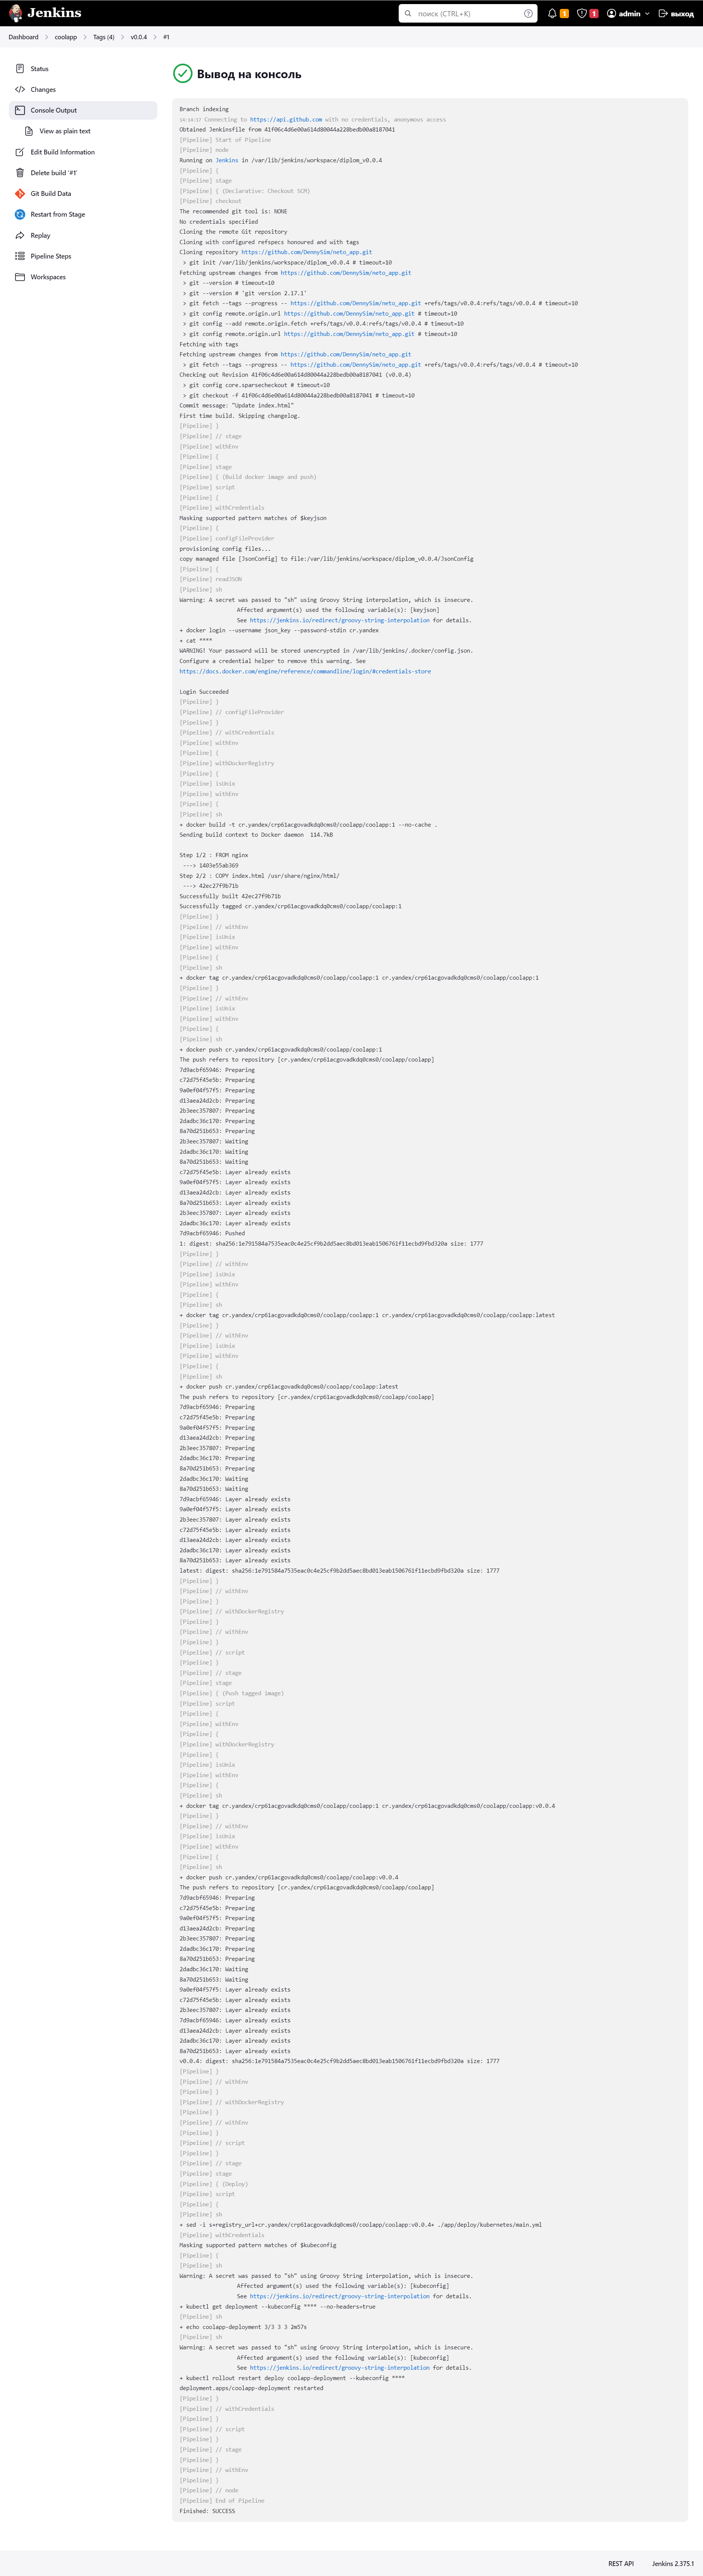 Jenkins
поиск (CTRL+K)
1
1
admin
выход
Dashboard
coolapp
Tags (4)
v0.0.4
#1
Status
Changes
Console Output
View as plain text
Edit Build Information
Delete build '#1'
Git Build Data
Restart from Stage
Replay
Pipeline Steps
Workspaces
Вывод на консоль
Branch indexing
14:14:17 Connecting to https://api.github.com with no credentials, anonymous access
Obtained Jenkinsfile from 41f06c4d6e00a614d80044a228bedb00a8187041
[Pipeline] Start of Pipeline
[Pipeline] node
Running on Jenkins in /var/lib/jenkins/workspace/diplom_v0.0.4
[Pipeline] {
[Pipeline] stage
[Pipeline] { (Declarative: Checkout SCM)
[Pipeline] checkout
The recommended git tool is: NONE
No credentials specified
Cloning the remote Git repository
Cloning with configured refspecs honoured and with tags
Cloning repository https://github.com/DennySim/neto_app.git
 > git init /var/lib/jenkins/workspace/diplom_v0.0.4 # timeout=10
Fetching upstream changes from https://github.com/DennySim/neto_app.git
 > git --version # timeout=10
 > git --version # 'git version 2.17.1'
 > git fetch --tags --progress -- https://github.com/DennySim/neto_app.git +refs/tags/v0.0.4:refs/tags/v0.0.4 # timeout=10
 > git config remote.origin.url https://github.com/DennySim/neto_app.git # timeout=10
 > git config --add remote.origin.fetch +refs/tags/v0.0.4:refs/tags/v0.0.4 # timeout=10
 > git config remote.origin.url https://github.com/DennySim/neto_app.git # timeout=10
Fetching with tags
Fetching upstream changes from https://github.com/DennySim/neto_app.git
 > git fetch --tags --progress -- https://github.com/DennySim/neto_app.git +refs/tags/v0.0.4:refs/tags/v0.0.4 # timeout=10
Checking out Revision 41f06c4d6e00a614d80044a228bedb00a8187041 (v0.0.4)
 > git config core.sparsecheckout # timeout=10
 > git checkout -f 41f06c4d6e00a614d80044a228bedb00a8187041 # timeout=10
Commit message: "Update index.html"
First time build. Skipping changelog.
[Pipeline] }
[Pipeline] // stage
[Pipeline] withEnv
[Pipeline] {
[Pipeline] stage
[Pipeline] { (Build docker image and push)
[Pipeline] script
[Pipeline] {
[Pipeline] withCredentials
Masking supported pattern matches of $keyjson
[Pipeline] {
[Pipeline] configFileProvider
provisioning config files...
copy managed file [JsonConfig] to file:/var/lib/jenkins/workspace/diplom_v0.0.4/JsonConfig
[Pipeline] {
[Pipeline] readJSON
[Pipeline] sh
Warning: A secret was passed to "sh" using Groovy String interpolation, which is insecure.
Affected argument(s) used the following variable(s): [keyjson]
See https://jenkins.io/redirect/groovy-string-interpolation for details.
+ docker login --username json_key --password-stdin cr.yandex
+ cat ****
WARNING! Your password will be stored unencrypted in /var/lib/jenkins/.docker/config.json.
Configure a credential helper to remove this warning. See
https://docs.docker.com/engine/reference/commandline/login/#credentials-store
Login Succeeded
[Pipeline] }
[Pipeline] // configFileProvider
[Pipeline] }
[Pipeline] // withCredentials
[Pipeline] withEnv
[Pipeline] {
[Pipeline] withDockerRegistry
[Pipeline] {
[Pipeline] isUnix
[Pipeline] withEnv
[Pipeline] {
[Pipeline] sh
+ docker build -t cr.yandex/crp61acgovadkdq0cms0/coolapp/coolapp:1 --no-cache .
Sending build context to Docker daemon  114.7kB
Step 1/2 : FROM nginx
 ---> 1403e55ab369
Step 2/2 : COPY index.html /usr/share/nginx/html/
 ---> 42ec27f9b71b
Successfully built 42ec27f9b71b
Successfully tagged cr.yandex/crp61acgovadkdq0cms0/coolapp/coolapp:1
[Pipeline] }
[Pipeline] // withEnv
[Pipeline] isUnix
[Pipeline] withEnv
[Pipeline] {
[Pipeline] sh
+ docker tag cr.yandex/crp61acgovadkdq0cms0/coolapp/coolapp:1 cr.yandex/crp61acgovadkdq0cms0/coolapp/coolapp:1
[Pipeline] }
[Pipeline] // withEnv
[Pipeline] isUnix
[Pipeline] withEnv
[Pipeline] {
[Pipeline] sh
+ docker push cr.yandex/crp61acgovadkdq0cms0/coolapp/coolapp:1
The push refers to repository [cr.yandex/crp61acgovadkdq0cms0/coolapp/coolapp]
7d9acbf65946: Preparing
c72d75f45e5b: Preparing
9a0ef04f57f5: Preparing
d13aea24d2cb: Preparing
2b3eec357807: Preparing
2dadbc36c170: Preparing
8a70d251b653: Preparing
2b3eec357807: Waiting
2dadbc36c170: Waiting
8a70d251b653: Waiting
c72d75f45e5b: Layer already exists
9a0ef04f57f5: Layer already exists
d13aea24d2cb: Layer already exists
8a70d251b653: Layer already exists
2b3eec357807: Layer already exists
2dadbc36c170: Layer already exists
7d9acbf65946: Pushed
1: digest: sha256:1e791584a7535eac0c4e25cf9b2dd5aec8bd013eab1506761f11ecbd9fbd320a size: 1777
[Pipeline] }
[Pipeline] // withEnv
[Pipeline] isUnix
[Pipeline] withEnv
[Pipeline] {
[Pipeline] sh
+ docker tag cr.yandex/crp61acgovadkdq0cms0/coolapp/coolapp:1 cr.yandex/crp61acgovadkdq0cms0/coolapp/coolapp:latest
[Pipeline] }
[Pipeline] // withEnv
[Pipeline] isUnix
[Pipeline] withEnv
[Pipeline] {
[Pipeline] sh
+ docker push cr.yandex/crp61acgovadkdq0cms0/coolapp/coolapp:latest
The push refers to repository [cr.yandex/crp61acgovadkdq0cms0/coolapp/coolapp]
7d9acbf65946: Preparing
c72d75f45e5b: Preparing
9a0ef04f57f5: Preparing
d13aea24d2cb: Preparing
2b3eec357807: Preparing
2dadbc36c170: Preparing
8a70d251b653: Preparing
2dadbc36c170: Waiting
8a70d251b653: Waiting
7d9acbf65946: Layer already exists
9a0ef04f57f5: Layer already exists
2b3eec357807: Layer already exists
c72d75f45e5b: Layer already exists
d13aea24d2cb: Layer already exists
2dadbc36c170: Layer already exists
8a70d251b653: Layer already exists
latest: digest: sha256:1e791584a7535eac0c4e25cf9b2dd5aec8bd013eab1506761f11ecbd9fbd320a size: 1777
[Pipeline] }
[Pipeline] // withEnv
[Pipeline] }
[Pipeline] // withDockerRegistry
[Pipeline] }
[Pipeline] // withEnv
[Pipeline] }
[Pipeline] // script
[Pipeline] }
[Pipeline] // stage
[Pipeline] stage
[Pipeline] { (Push tagged image)
[Pipeline] script
[Pipeline] {
[Pipeline] withEnv
[Pipeline] {
[Pipeline] withDockerRegistry
[Pipeline] {
[Pipeline] isUnix
[Pipeline] withEnv
[Pipeline] {
[Pipeline] sh
+ docker tag cr.yandex/crp61acgovadkdq0cms0/coolapp/coolapp:1 cr.yandex/crp61acgovadkdq0cms0/coolapp/coolapp:v0.0.4
[Pipeline] }
[Pipeline] // withEnv
[Pipeline] isUnix
[Pipeline] withEnv
[Pipeline] {
[Pipeline] sh
+ docker push cr.yandex/crp61acgovadkdq0cms0/coolapp/coolapp:v0.0.4
The push refers to repository [cr.yandex/crp61acgovadkdq0cms0/coolapp/coolapp]
7d9acbf65946: Preparing
c72d75f45e5b: Preparing
9a0ef04f57f5: Preparing
d13aea24d2cb: Preparing
2b3eec357807: Preparing
2dadbc36c170: Preparing
8a70d251b653: Preparing
2dadbc36c170: Waiting
8a70d251b653: Waiting
9a0ef04f57f5: Layer already exists
c72d75f45e5b: Layer already exists
2b3eec357807: Layer already exists
7d9acbf65946: Layer already exists
d13aea24d2cb: Layer already exists
2dadbc36c170: Layer already exists
8a70d251b653: Layer already exists
v0.0.4: digest: sha256:1e791584a7535eac0c4e25cf9b2dd5aec8bd013eab1506761f11ecbd9fbd320a size: 1777
[Pipeline] }
[Pipeline] // withEnv
[Pipeline] }
[Pipeline] // withDockerRegistry
[Pipeline] }
[Pipeline] // withEnv
[Pipeline] }
[Pipeline] // script
[Pipeline] }
[Pipeline] // stage
[Pipeline] stage
[Pipeline] { (Deploy)
[Pipeline] script
[Pipeline] {
[Pipeline] sh
+ sed -i s+registry_url+cr.yandex/crp61acgovadkdq0cms0/coolapp/coolapp:v0.0.4+ ./app/deploy/kubernetes/main.yml
[Pipeline] withCredentials
Masking supported pattern matches of $kubeconfig
[Pipeline] {
[Pipeline] sh
Warning: A secret was passed to "sh" using Groovy String interpolation, which is insecure.
Affected argument(s) used the following variable(s): [kubeconfig]
See https://jenkins.io/redirect/groovy-string-interpolation for details.
+ kubectl get deployment --kubeconfig **** --no-headers=true
[Pipeline] sh
+ echo coolapp-deployment 3/3 3 3 2m57s
[Pipeline] sh
Warning: A secret was passed to "sh" using Groovy String interpolation, which is insecure.
Affected argument(s) used the following variable(s): [kubeconfig]
See https://jenkins.io/redirect/groovy-string-interpolation for details.
+ kubectl rollout restart deploy coolapp-deployment --kubeconfig ****
deployment.apps/coolapp-deployment restarted
[Pipeline] }
[Pipeline] // withCredentials
[Pipeline] }
[Pipeline] // script
[Pipeline] }
[Pipeline] // stage
[Pipeline] }
[Pipeline] // withEnv
[Pipeline] }
[Pipeline] // node
[Pipeline] End of Pipeline
Finished: SUCCESS
REST API
Jenkins 2.375.1